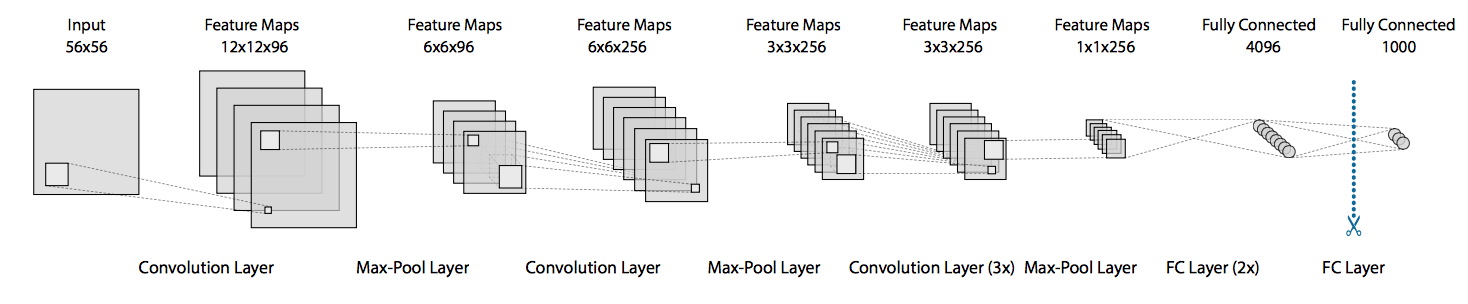 Input
56x56
Feature Maps
12x12x96
Feature Maps
6x6x96
Feature Maps
6x6x256
Feature Maps
3x3x256
Feature Maps
3x3x256
Feature Maps
1x1x256
Fully Connected
4096
Fully Connected
1000
Convolution Layer
Max-Pool Layer
Convolution Layer
Max-Pool Layer
Convolution Layer (3x)
Max-Pool Layer
FC Layer (2x)
FC Layer